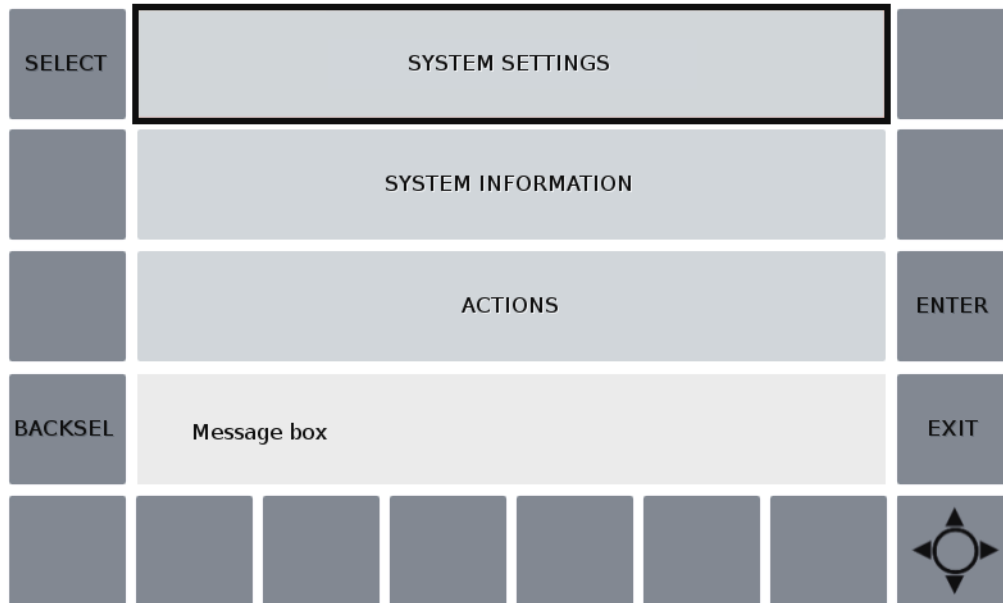 SELECT
SYSTEM SETTINGS
SYSTEM INFORMATION
ACTIONS
ENTER
BACKSEL
Message box
EXIT